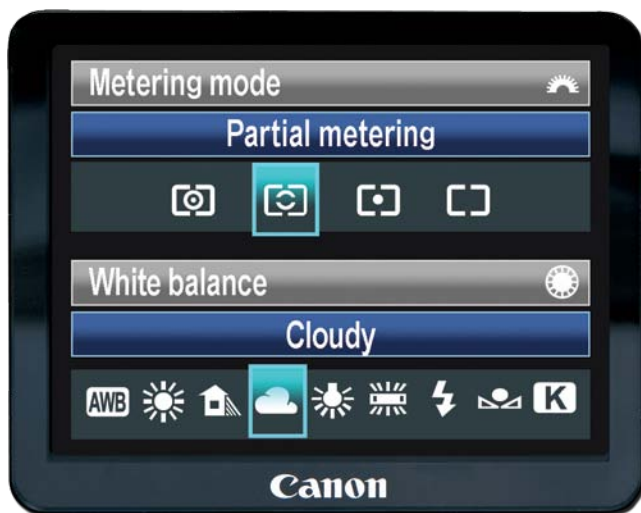 Metering mode
Partial metering
White balance
Cloudy
AWB
K
Canon